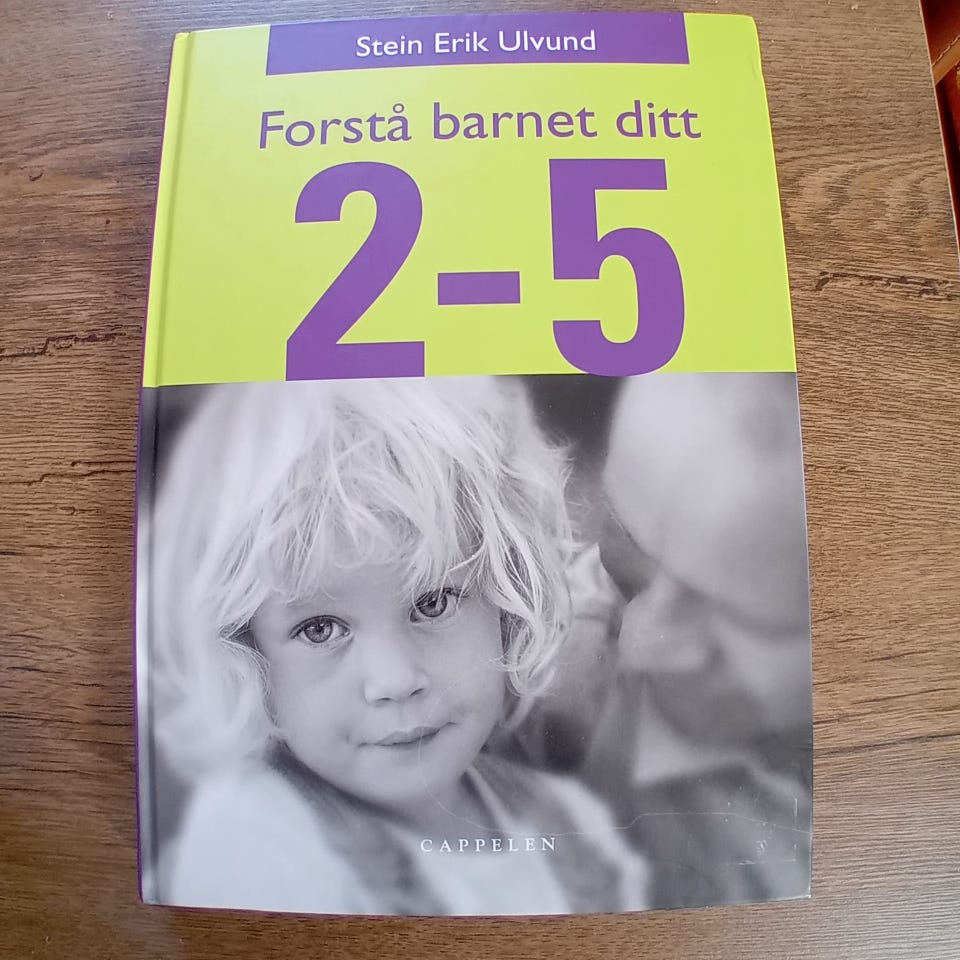 Stein Erik Ulvund
Forstå barnet ditt
2-5
CAPPELEN